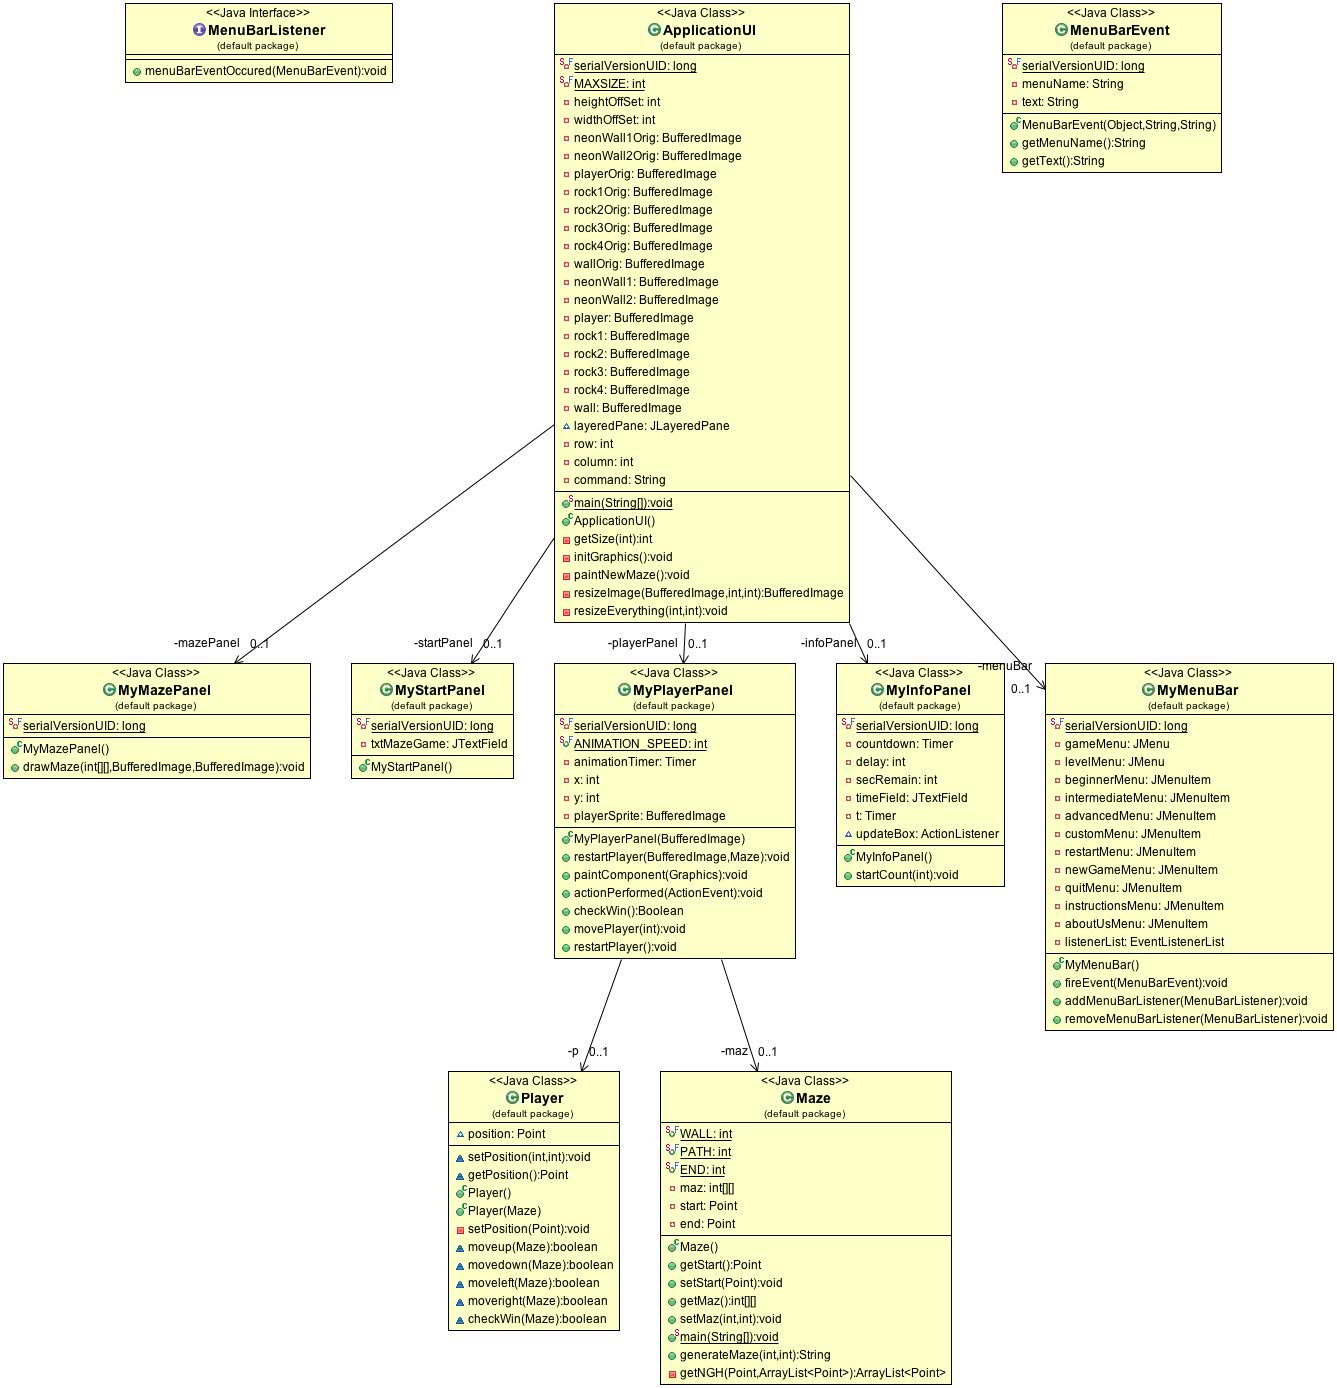 <<Java Interface>>
MenuBarListener
(default package)
menuBarEventOccured(MenuBarEvent):void
<<Java Class>>
ApplicationUI
(default package)
serialVersionUID: long
MAXSIZE: int
heightOffSet: int
widthOffSet: int
neonWall1Orig: BufferedImage
neonWall2Orig: BufferedImage
playerOrig: BufferedImage
rock1Orig: BufferedImage
rock2Orig: BufferedImage
rock3Orig: BufferedImage
rock4Orig: BufferedImage
wallOrig: BufferedImage
neonWall1: BufferedImage
neonWall2: BufferedImage
player: BufferedImage
rock1: BufferedImage
rock2: BufferedImage
rock3: BufferedImage
rock4: BufferedImage
wall: BufferedImage
layeredPane: JLayeredPane
row: int
column: int
command: String
main(String[]):void
ApplicationUI()
getSize(int):int
initGraphics():void
paintNewMaze():void
resizeImage(BufferedImage,int,int):BufferedImage
resizeEverything(int,int):void
<<Java Class>>
MenuBarEvent
(default package)
serialVersionUID: long
menuName: String
text: String
MenuBarEvent(Object,String,String)
getMenuName():String
getText():String
-mazePanel 0..1
-startPanel 0..1
-playerPanel 0..1
-infoPanel 0..1
-menuBar
0..1
<<Java Class>>
MyMazePanel
(default package)
serialVersionUID: long
MyMazePanel()
drawMaze(int[][],BufferedImage,BufferedImage):void
<<Java Class>>
MyStartPanel
(default package)
serialVersionUID: long
txtMazeGame: JTextField
MyStartPanel()
<<Java Class>>
MyPlayerPanel
(default package)
serialVersionUID: long
ANIMATION_SPEED: int
animationTimer: Timer
x: int
y: int
playerSprite: BufferedImage
MyPlayerPanel(BufferedImage)
restartPlayer(BufferedImage,Maze):void
paintComponent(Graphics):void
actionPerformed(ActionEvent):void
checkWin():Boolean
movePlayer(int):void
restartPlayer():void
<<Java Class>>
MyInfoPanel
(default package)
serialVersionUID: long
countdown: Timer
delay: int
secRemain: int
timeField: JTextField
t: Timer
updateBox: ActionListener
MyInfoPanel()
startCount(int):void
<<Java Class>>
MyMenuBar
(default package)
serialVersionUID: long
gameMenu: JMenu
levelMenu: JMenu
beginnerMenu: JMenuItem
intermediateMenu: JMenuItem
advancedMenu: JMenuItem
customMenu: JMenuItem
restartMenu: JMenuItem
newGameMenu: JMenuItem
quitMenu: JMenuItem
instructionsMenu: JMenuItem
aboutUsMenu: JMenuItem
listenerList: EventListenerList
MyMenuBar()
fireEvent(MenuBarEvent):void
addMenuBarListener(MenuBarListener):void
removeMenuBarListener(MenuBarListener):void
-p 0..1
-maz 0..1
<<Java Class>>
Player
(default package)
position: Point
setPosition(int,int):void
getPosition():Point
Player()
Player(Maze)
setPosition(Point):void
moveup(Maze):boolean
movedown(Maze):boolean
moveleft(Maze):boolean
moveright(Maze):boolean
checkWin(Maze):boolean
<<Java Class>>
Maze
(default package)
WALL: int
PATH: int
END: int
maz: int[][]
start: Point
end: Point
Maze()
getStart():Point
setStart(Point):void
getMaz():int[][]
setMaz(int,int):void
main(String[]):void
generateMaze(int,int):String
getNGH(Point,ArrayList<Point>):ArrayList<Point>